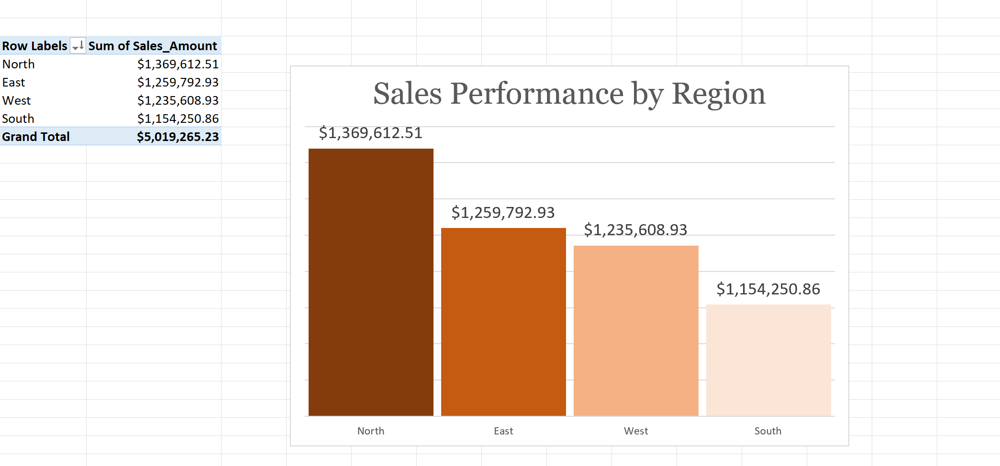 Row Labels Sum of Sales_Amount
North $1,369,612.51
East $1,259,792.93
West $1,235,608.93
South $1,154,250.86
Grand Total $5,019,265.23
Sales Performance by Region
$1,369,612.51
$1,259,792.93
$1,235,608.93
$1,154,250.86
North East West South